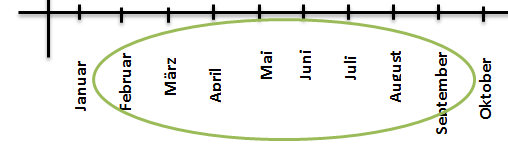 Januar
Februar
März
April
Mai
Juni
Juli
August
September
Oktober